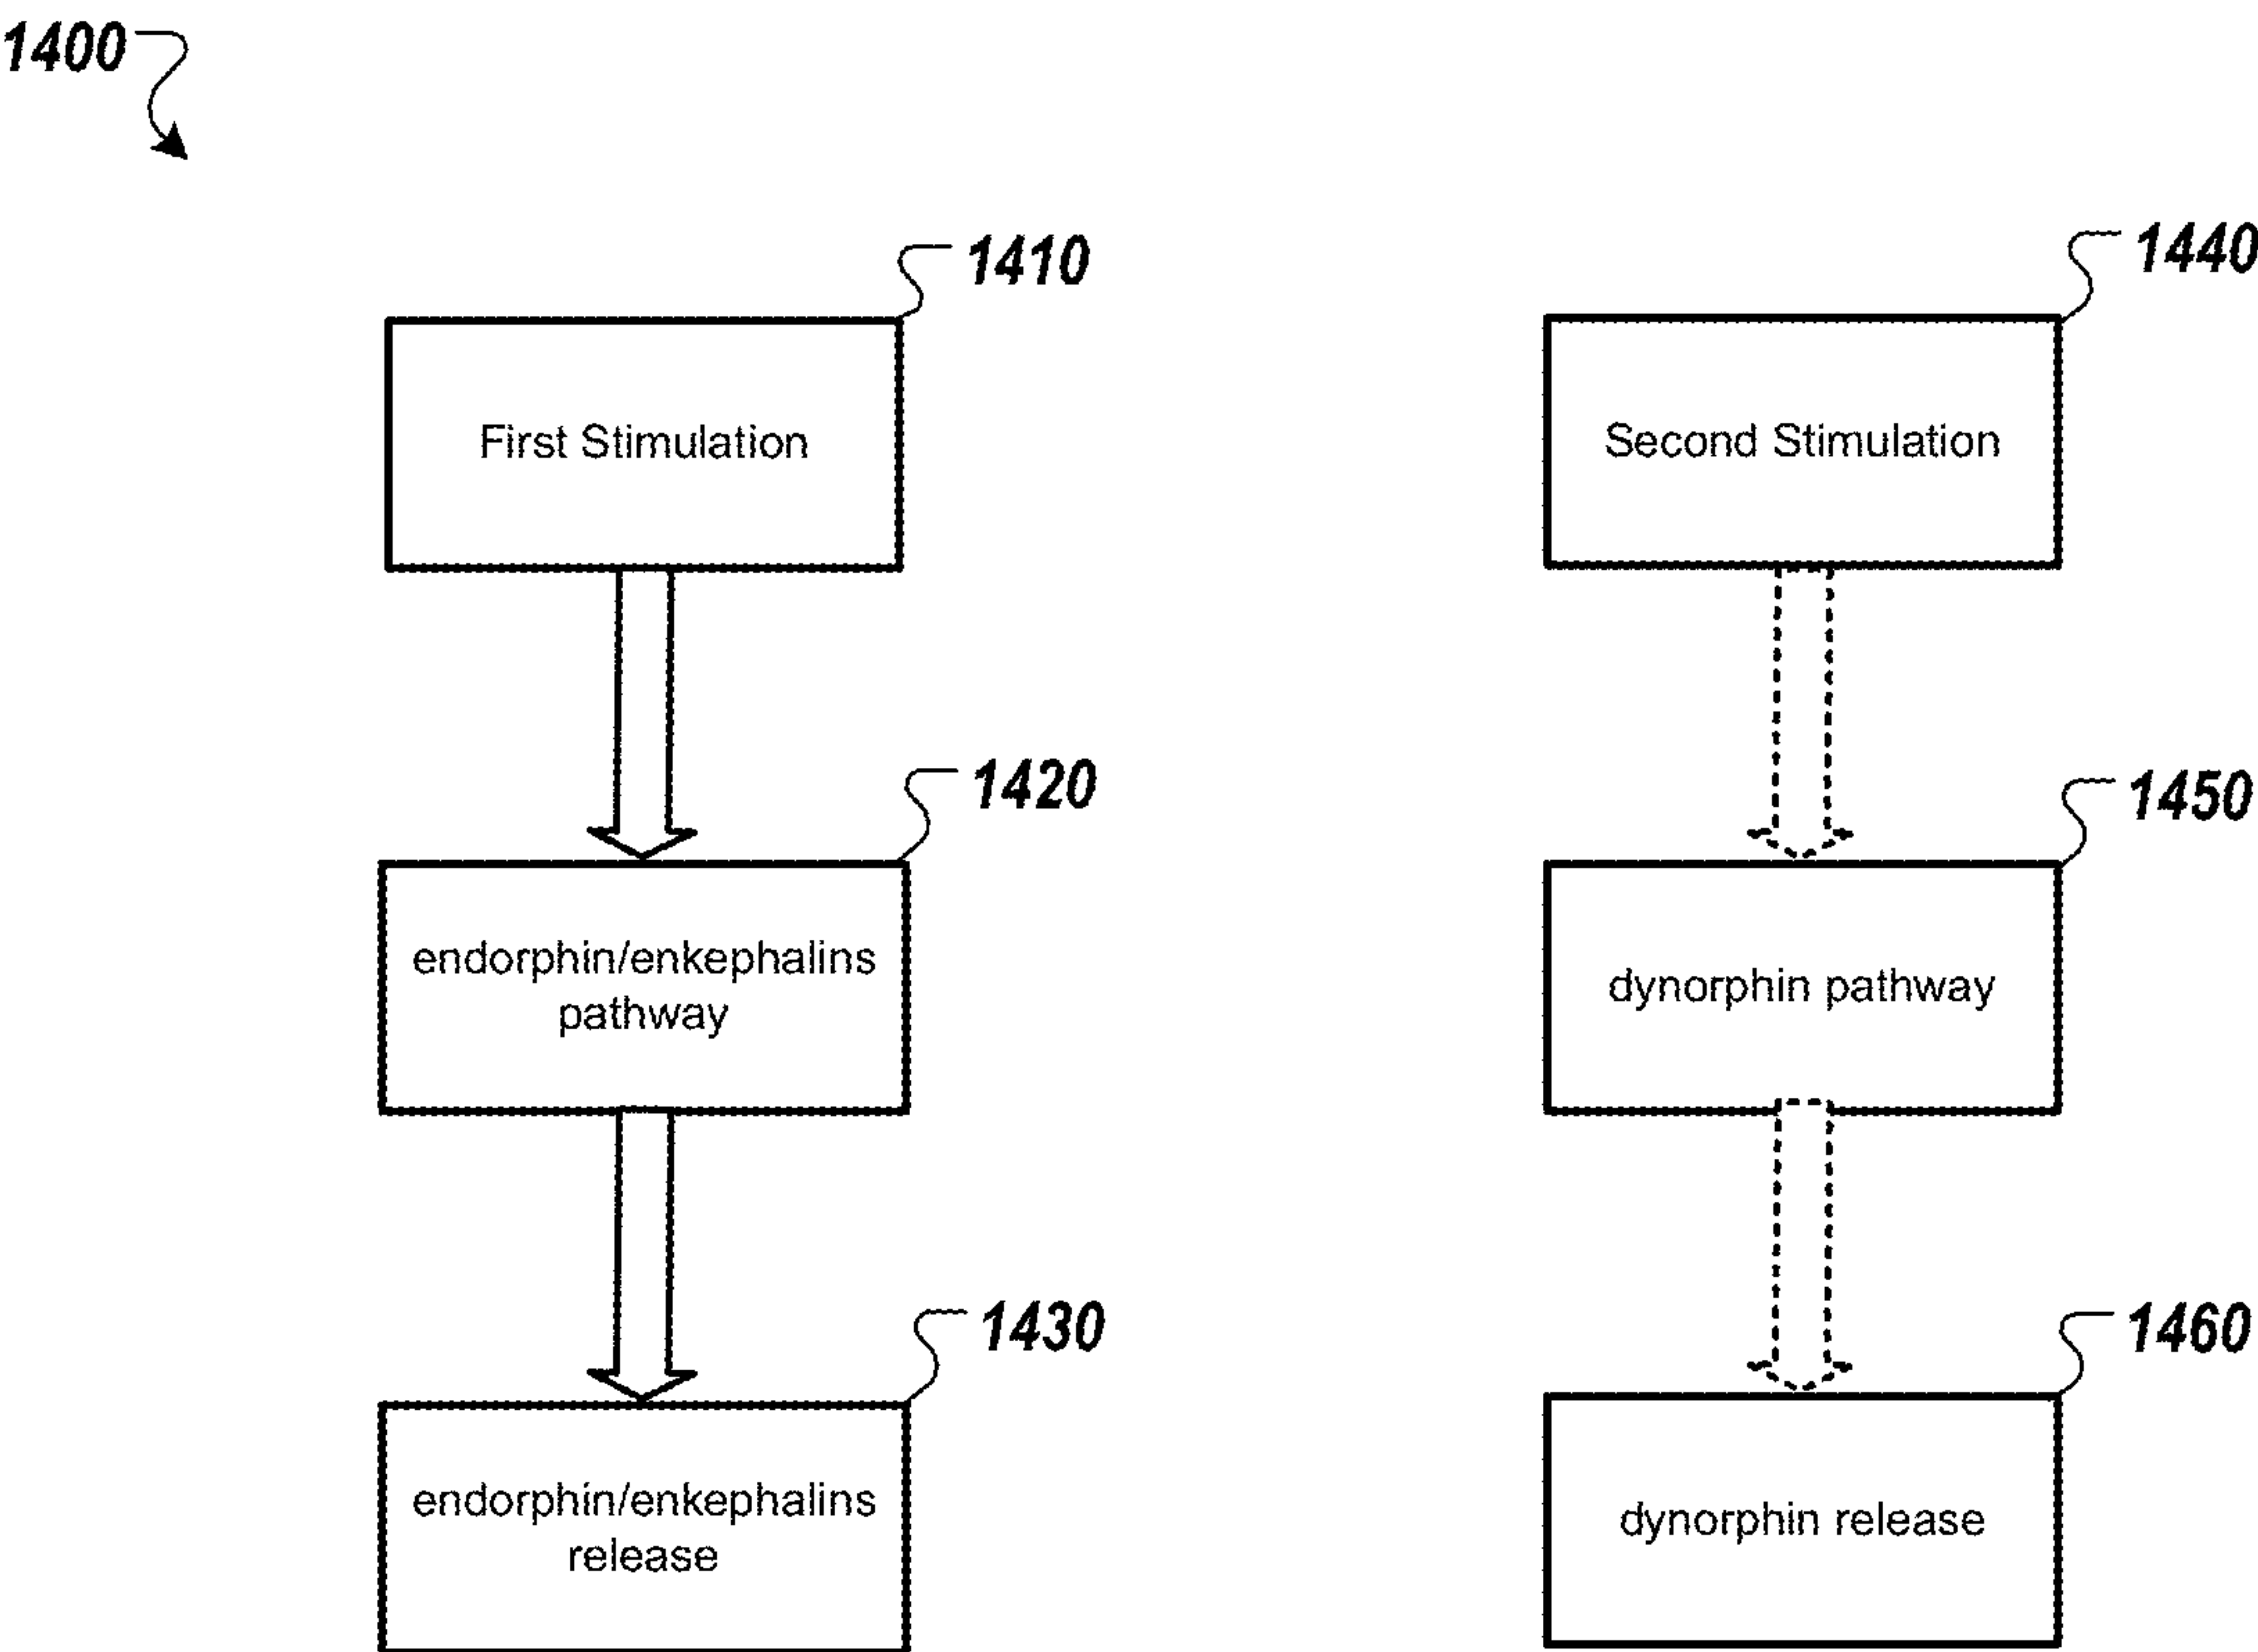 1400
1410
First Stimulation
1420
endorphin/enkephalins
pathway
1430
endorphin/enkephalins
release
1440
Second Stimulation
1450
dynorphin pathway
1460
dynorphin release